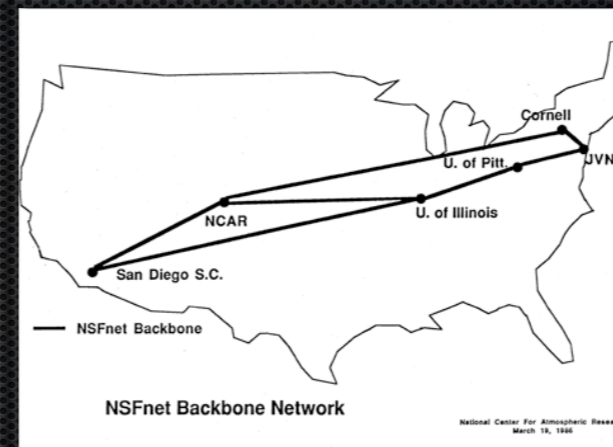 Cornell
U. of Pitt.
JVN
NCAR
U. of Illinois
San Diego S.C.
NSFnet Backbone
NSFnet Backbone Network
National Center For Atmospheric Resea
March 19, 1986